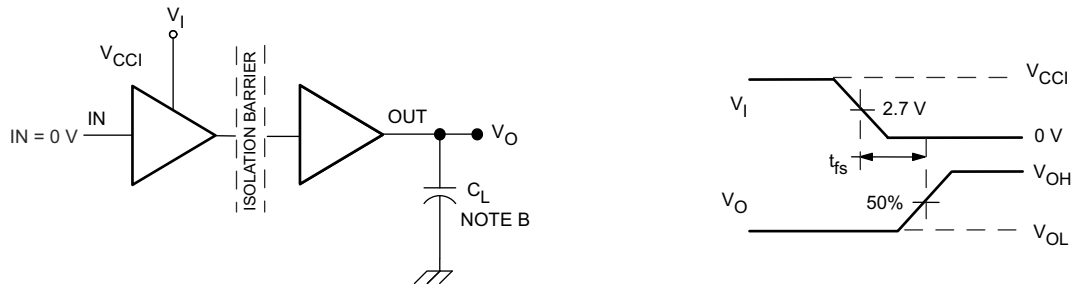 V_I
V_CCI
IN
IN = 0 V
ISOLATION BARRIER
OUT
V_O
C_L
NOTE B
V_I
V_CCI
2.7 V
0 V
t_fs
V_O
50%
V_OH
V_OL